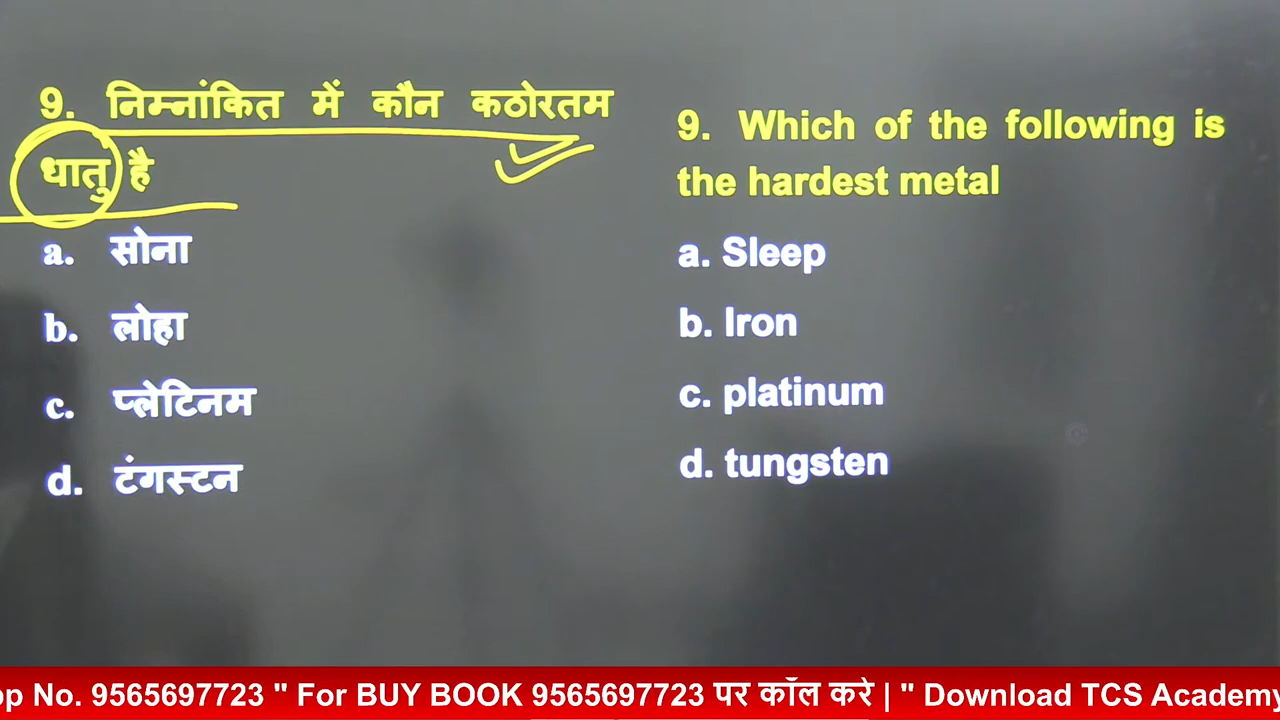 9. निम्नांकित में कौन कठोरतम
धातु है
a. सोना
b. लोहा
c. प्लेटिनम
d. टंगस्टन
9. Which of the following is
the hardest metal
a. Sleep
b. Iron
c. platinum
d. tungsten
No. 9565697723 " For BUY BOOK 9565697723 पर कॉल करे | " Download TCS Academy